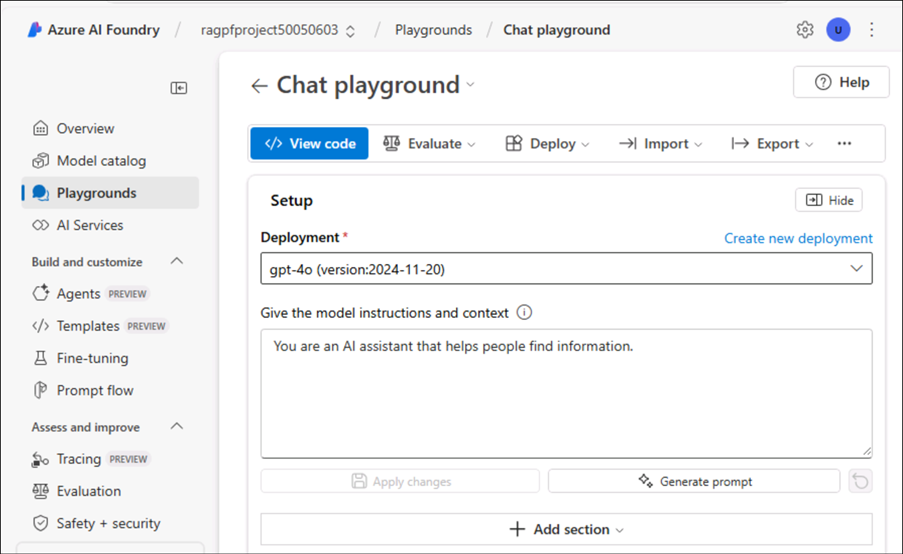 Azure AI Foundry / ragpfproject50050603 / Playgrounds / Chat playground U
Chat playground
Help
Overview
Model catalog
Playgrounds
AI Services
Build and customize
Agents PREVIEW
Templates PREVIEW
Fine-tuning
Prompt flow
Assess and improve
Tracing PREVIEW
Evaluation
Safety + security
View code Evaluate Deploy Import Export ...
Setup
Hide
Deployment *
Create new deployment
gpt-4o (version:2024-11-20)
Give the model instructions and context
You are an AI assistant that helps people find information.
Apply changes
Generate prompt
Add section